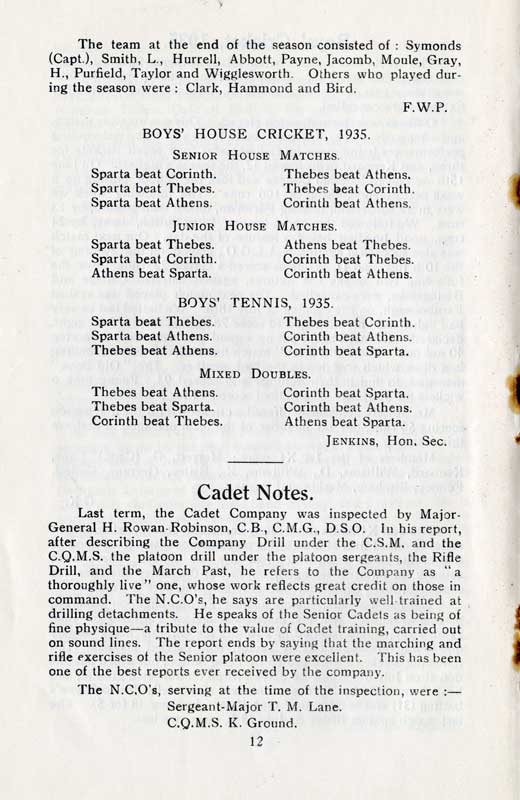 The team at the end of the season consisted of : Symonds
(Capt.), Smith, L., Hurrell, Abbott, Payne, Jacomb, Moule, Gray,
H., Purfield, Taylor and Wigglesworth. Others who played dur-
ing the season were : Clark, Hammond and Bird.
F.W.P.
BOYS' HOUSE CRICKET, 1935.
SENIOR HOUSE MATCHES.
Sparta beat Corinth. Thebes beat Athens.
Sparta beat Thebes. Thebes beat Corinth.
Sparta beat Athens. Corinth beat Athens.
JUNIOR HOUSE MATCHES.
Sparta beat Thebes. Athens beat Thebes.
Sparta beat Corinth. Corinth beat Thebes.
Athens beat Sparta. Corinth beat Athens.
BOYS' TENNIS, 1935.
Sparta beat Thebes. Thebes beat Corinth.
Sparta beat Athens. Corinth beat Athens.
Thebes beat Athens. Corinth beat Sparta.
MIXED DOUBLES.
Thebes beat Athens. Corinth beat Sparta.
Thebes beat Sparta. Corinth beat Athens.
Corinth beat Thebes. Athens beat Sparta.
JENKINS, Hon. Sec.
Cadet Notes.
Last term, the Cadet Company was inspected by Major-
General H. Rowan-Robinson, C.B., C.M.G., D.S.O. In his report,
after describing the Company Drill under the C.S.M. and the
C.Q.M.S. the platoon drill under the platoon sergeants, the Rifle
Drill, and the March Past, he refers to the Company as "a
thoroughly live" one, whose work reflects great credit on those in
command. The N.C.O's, he says are particularly well-trained at
drilling detachments. He speaks of the Senior Cadets as being of
fine physique—a tribute to the value of Cadet training, carried out
on sound lines. The report ends by saying that the marching and
rifle exercises of the Senior platoon were excellent. This has been
one of the best reports ever received by the company.
The N.C.O's, serving at the time of the inspection, were :—
Sergeant-Major T. M. Lane.
C.Q.M.S. K. Ground.
12